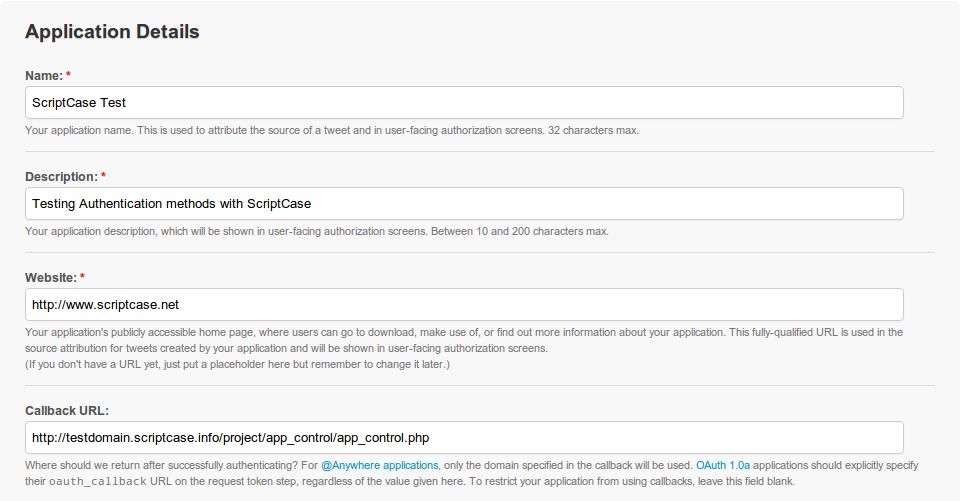 Application Details
Name: *
ScriptCase Test
Your application name. This is used to attribute the source of a tweet and in user-facing authorization screens. 32 characters max.
Description: *
Testing Authentication methods with ScriptCase
Your application description, which will be shown in user-facing authorization screens. Between 10 and 200 characters max.
Website: *
http://www.scriptcase.net
Your application's publicly accessible home page, where users can go to download, make use of, or find out more information about your application. This fully-qualified URL is used in the
source attribution for tweets created by your application and will be shown in user-facing authorization screens.
(If you don't have a URL yet, just put a placeholder here but remember to change it later.)
Callback URL:
http://testdomain.scriptcase.info/project/app_control/app_control.php
Where should we return after successfully authenticating? For @Anywhere applications, only the domain specified in the callback will be used. OAuth 1.0a applications should explicitly specify
their oauth_callback URL on the request token step, regardless of the value given here. To restrict your application from using callbacks, leave this field blank.